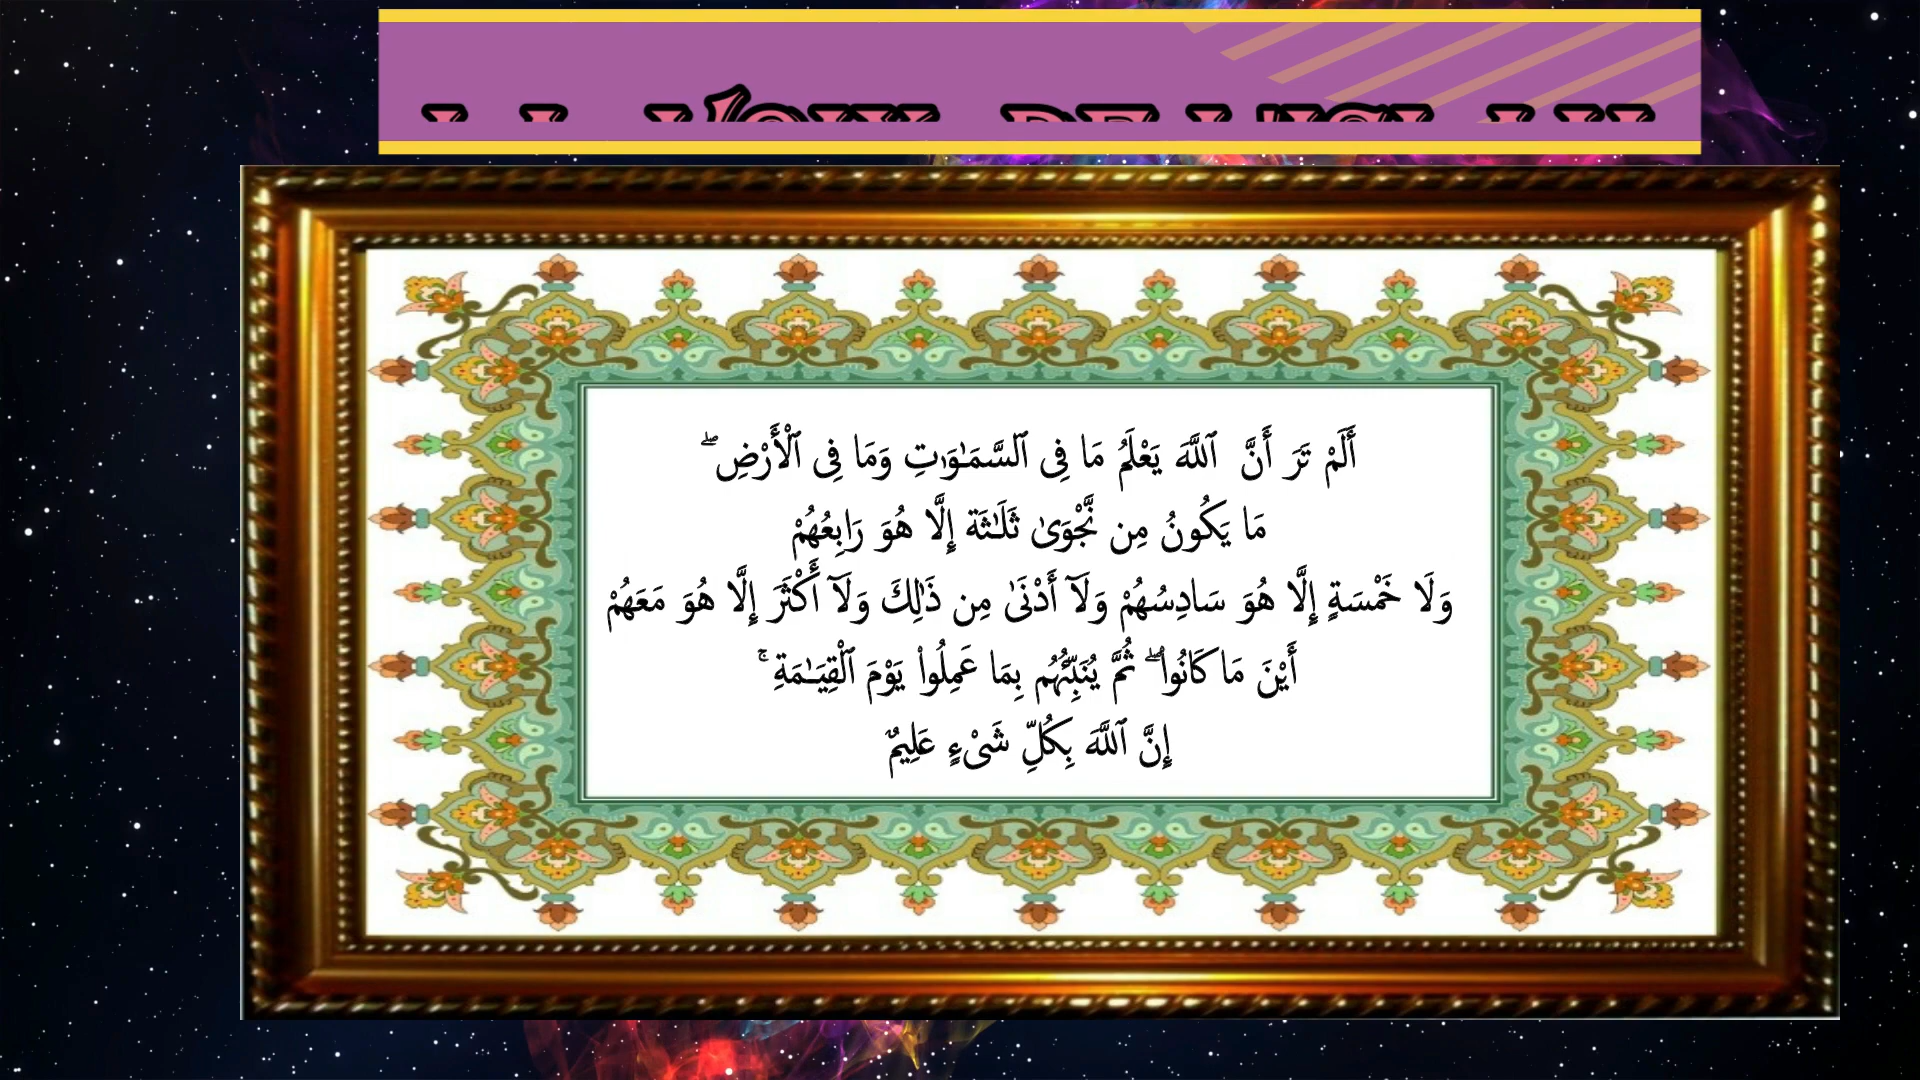 أَلَمْ تَرَ أَنَّ ٱللَّهَ يَعْلَمُ مَا فِى ٱلسَّمَـٰوَٰتِ وَمَا فِى ٱلْأَرْضِ ۖ
مَا يَكُونُ مِن نَّجْوَىٰ ثَلَـٰثَة إِلَّا هُوَ رَابِعُهُمْ
وَلَا خَمْسَةٍ إِلَّا هُوَ سَادِسُهُمْ وَلَآ أَدْنَىٰ مِن ذَٰلِكَ وَلَآ أَكْثَرَ إِلَّا هُوَ مَعَهُمْ
أَيْنَ مَا كَانُوا۟ ۖ ثُمَّ يُنَبِّئُهُم بِمَا عَمِلُوا۟ يَوْمَ ٱلْقِيَـٰمَةِ ۚ
إِنَّ ٱللَّهَ بِكُلِّ شَىْءٍ عَلِيمٌ